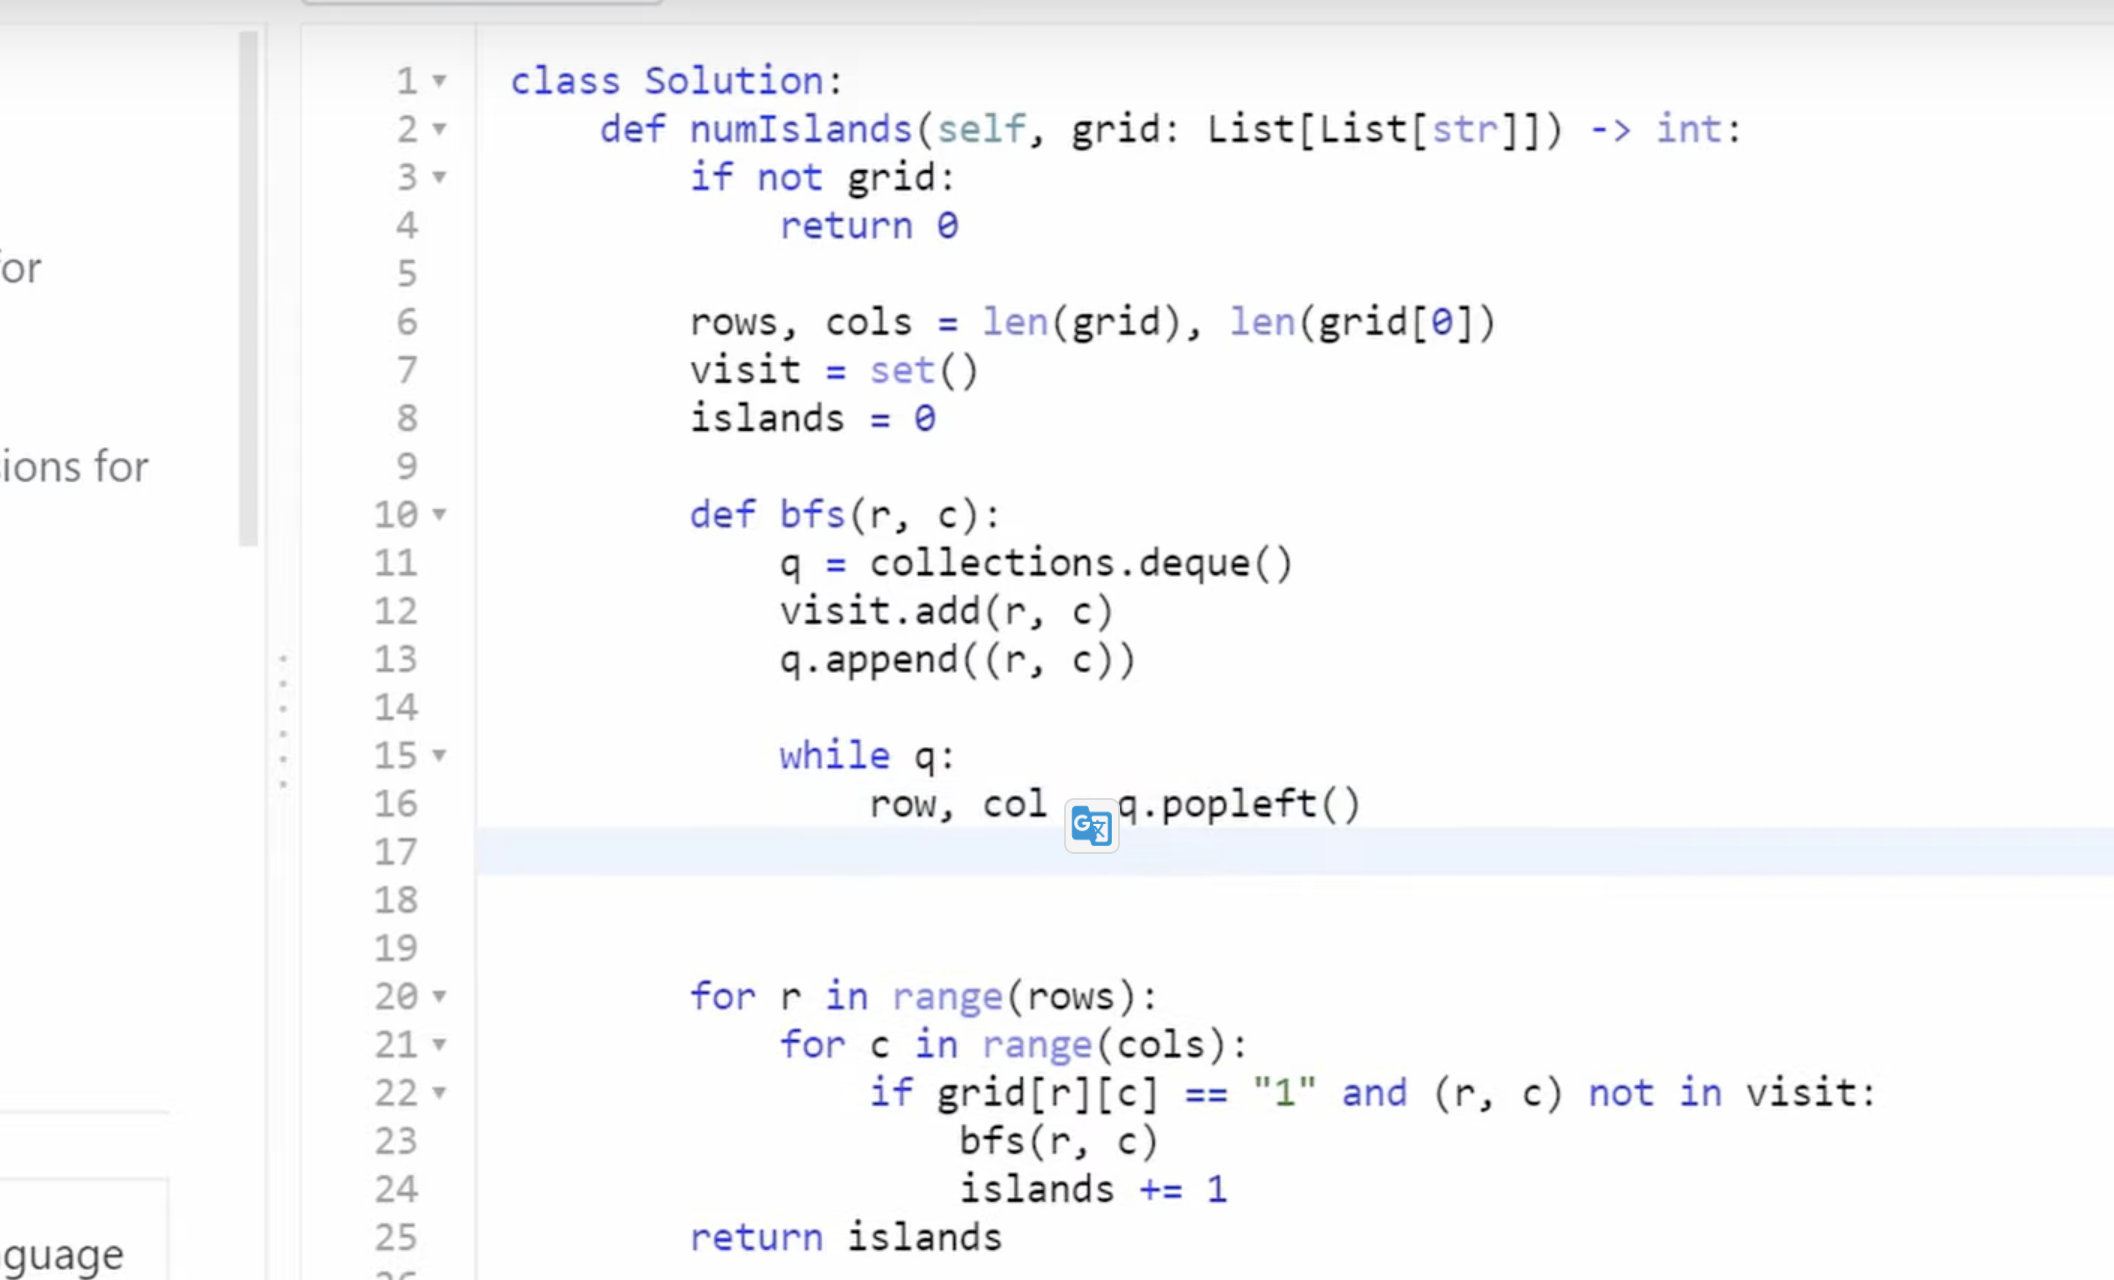 for
ions for
guage
1 class Solution:
2     def numIslands(self, grid: List[List[str]]) -> int:
3         if not grid:
4             return 0
5
6         rows, cols = len(grid), len(grid[0])
7         visit = set()
8         islands = 0
9
10         def bfs(r, c):
11             q = collections.deque()
12             visit.add(r, c)
13             q.append((r, c))
14
15             while q:
16                 row, col q.popleft()
17
18
19
20         for r in range(rows):
21             for c in range(cols):
22                 if grid[r][c] == "1" and (r, c) not in visit:
23                     bfs(r, c)
24                     islands += 1
25         return islands